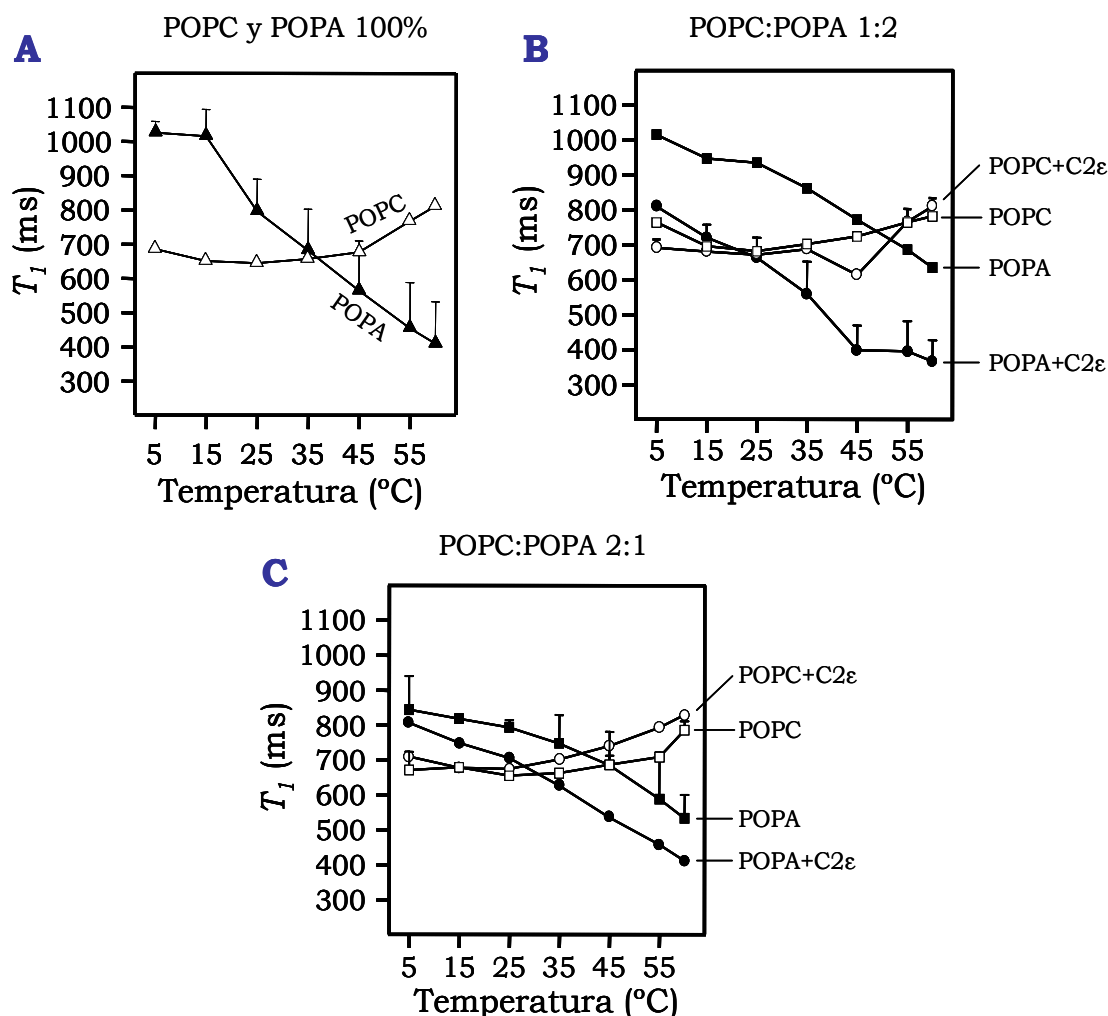 A
POPC y POPA 100%
T1 (ms)
1100
1000
900
800
700
600
500
400
300
POPC
POPA
5 15 25 35 45 55
Temperatura (ºC)
B
POPC:POPA 1:2
T1 (ms)
1100
1000
900
800
700
600
500
400
300
POPC+C2ε
POPC
POPA
POPA+C2ε
5 15 25 35 45 55
Temperatura (ºC)
C
POPC:POPA 2:1
T1 (ms)
1100
1000
900
800
700
600
500
400
300
POPC+C2ε
POPC
POPA
POPA+C2ε
5 15 25 35 45 55
Temperatura (ºC)